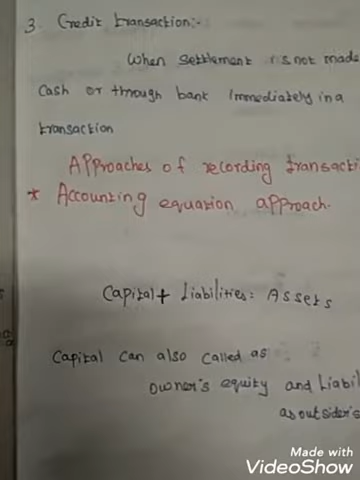 3. Credit transaction:-
When settlement is not made
cash or through bank immediately in a
transaction
Approaches of recording transacti
* Accounting equation approach.
Capital + Liabilities: Assets
Capital can also called as
owner's equity and Liabil
as outsider's
Made with
VideoShow